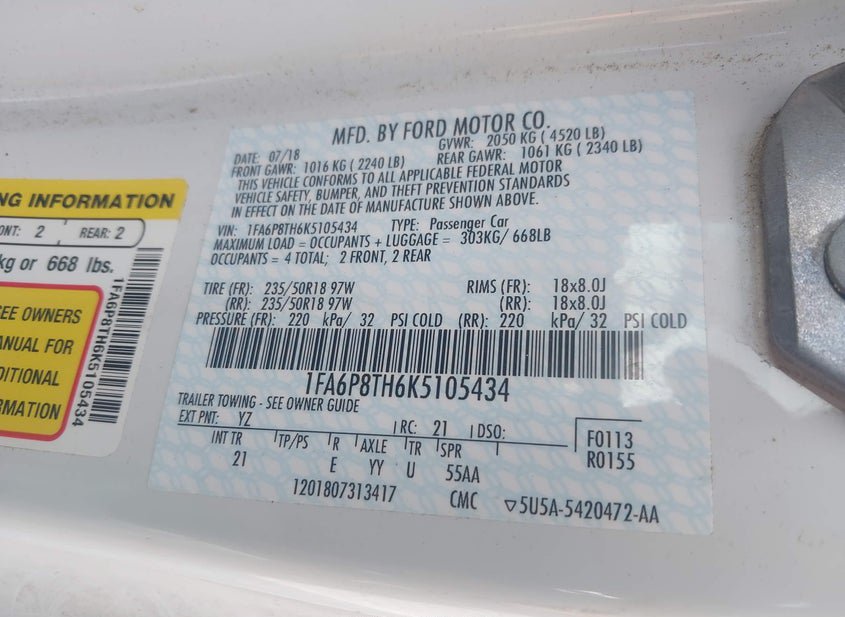 NG INFORMATION
ONT: 2 REAR: 2
kg or 668 lbs.
SEE OWNERS
MANUAL FOR
DITIONAL
ORMATION
1FA6P8TH6K5105434
MFD. BY FORD MOTOR CO.
DATE: 07/18 GVWR: 2050 KG ( 4520 LB)
FRONT GAWR: 1016 KG ( 2240 LB) REAR GAWR: 1061 KG ( 2340 LB)
THIS VEHICLE CONFORMS TO ALL APPLICABLE FEDERAL MOTOR
VEHICLE SAFETY, BUMPER, AND THEFT PREVENTION STANDARDS
IN EFFECT ON THE DATE OF MANUFACTURE SHOWN ABOVE.
VIN: 1FA6P8TH6K5105434 TYPE: Passenger Car
MAXIMUM LOAD = OCCUPANTS + LUGGAGE = 303KG/ 668LB
OCCUPANTS = 4 TOTAL; 2 FRONT, 2 REAR
TIRE (FR): 235/50R18 97W RIMS (FR): 18x8.0J
(RR): 235/50R18 97W (RR): 18x8.0J
PRESSURE (FR): 220 kPa/ 32 PSI COLD (RR): 220 kPa/ 32 PSI COLD
1FA6P8TH6K5105434
TRAILER TOWING - SEE OWNER GUIDE
EXT PNT: YZ RC: 21 DSO: F0113
INT TR TP/PS R AXLE TR SPR R0155
21 E YY U 55AA
1201807313417 CMC ▽5U5A-5420472-AA